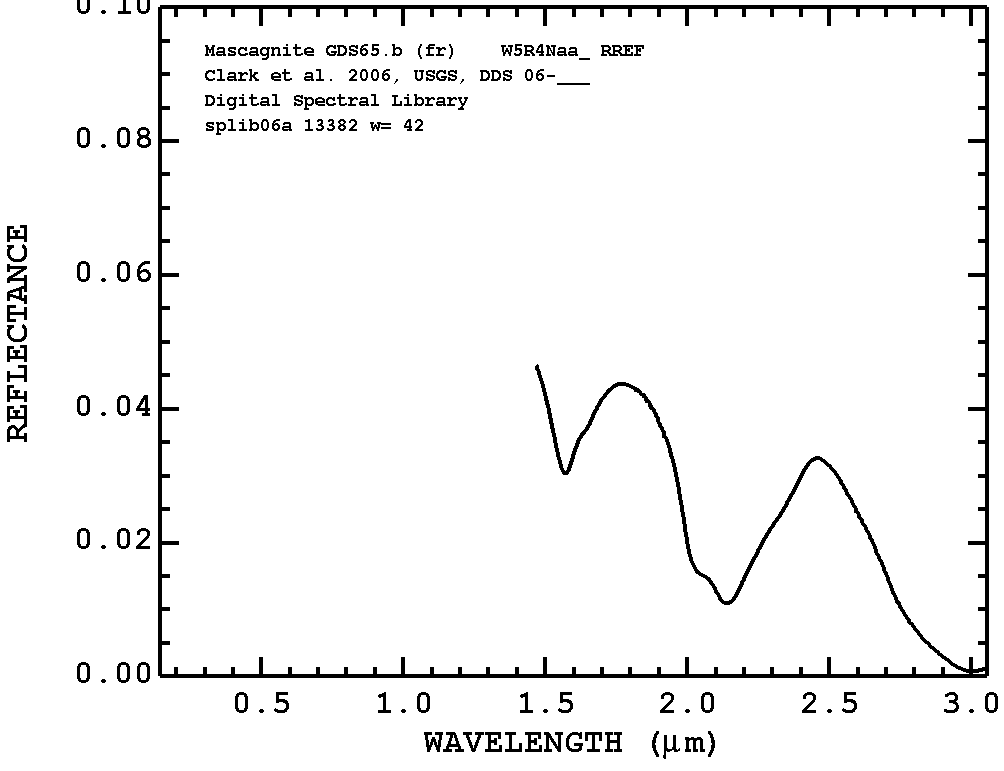 0.10
Mascagnite GDS65.b (fr) W5R4Naa_ RREF
Clark et al. 2006, USGS, DDS 06-___
Digital Spectral Library
splib06a 13382 w= 42
0.08
0.06
0.04
0.02
0.00
REFLECTANCE
0.5 1.0 1.5 2.0 2.5 3.0
WAVELENGTH (μm)